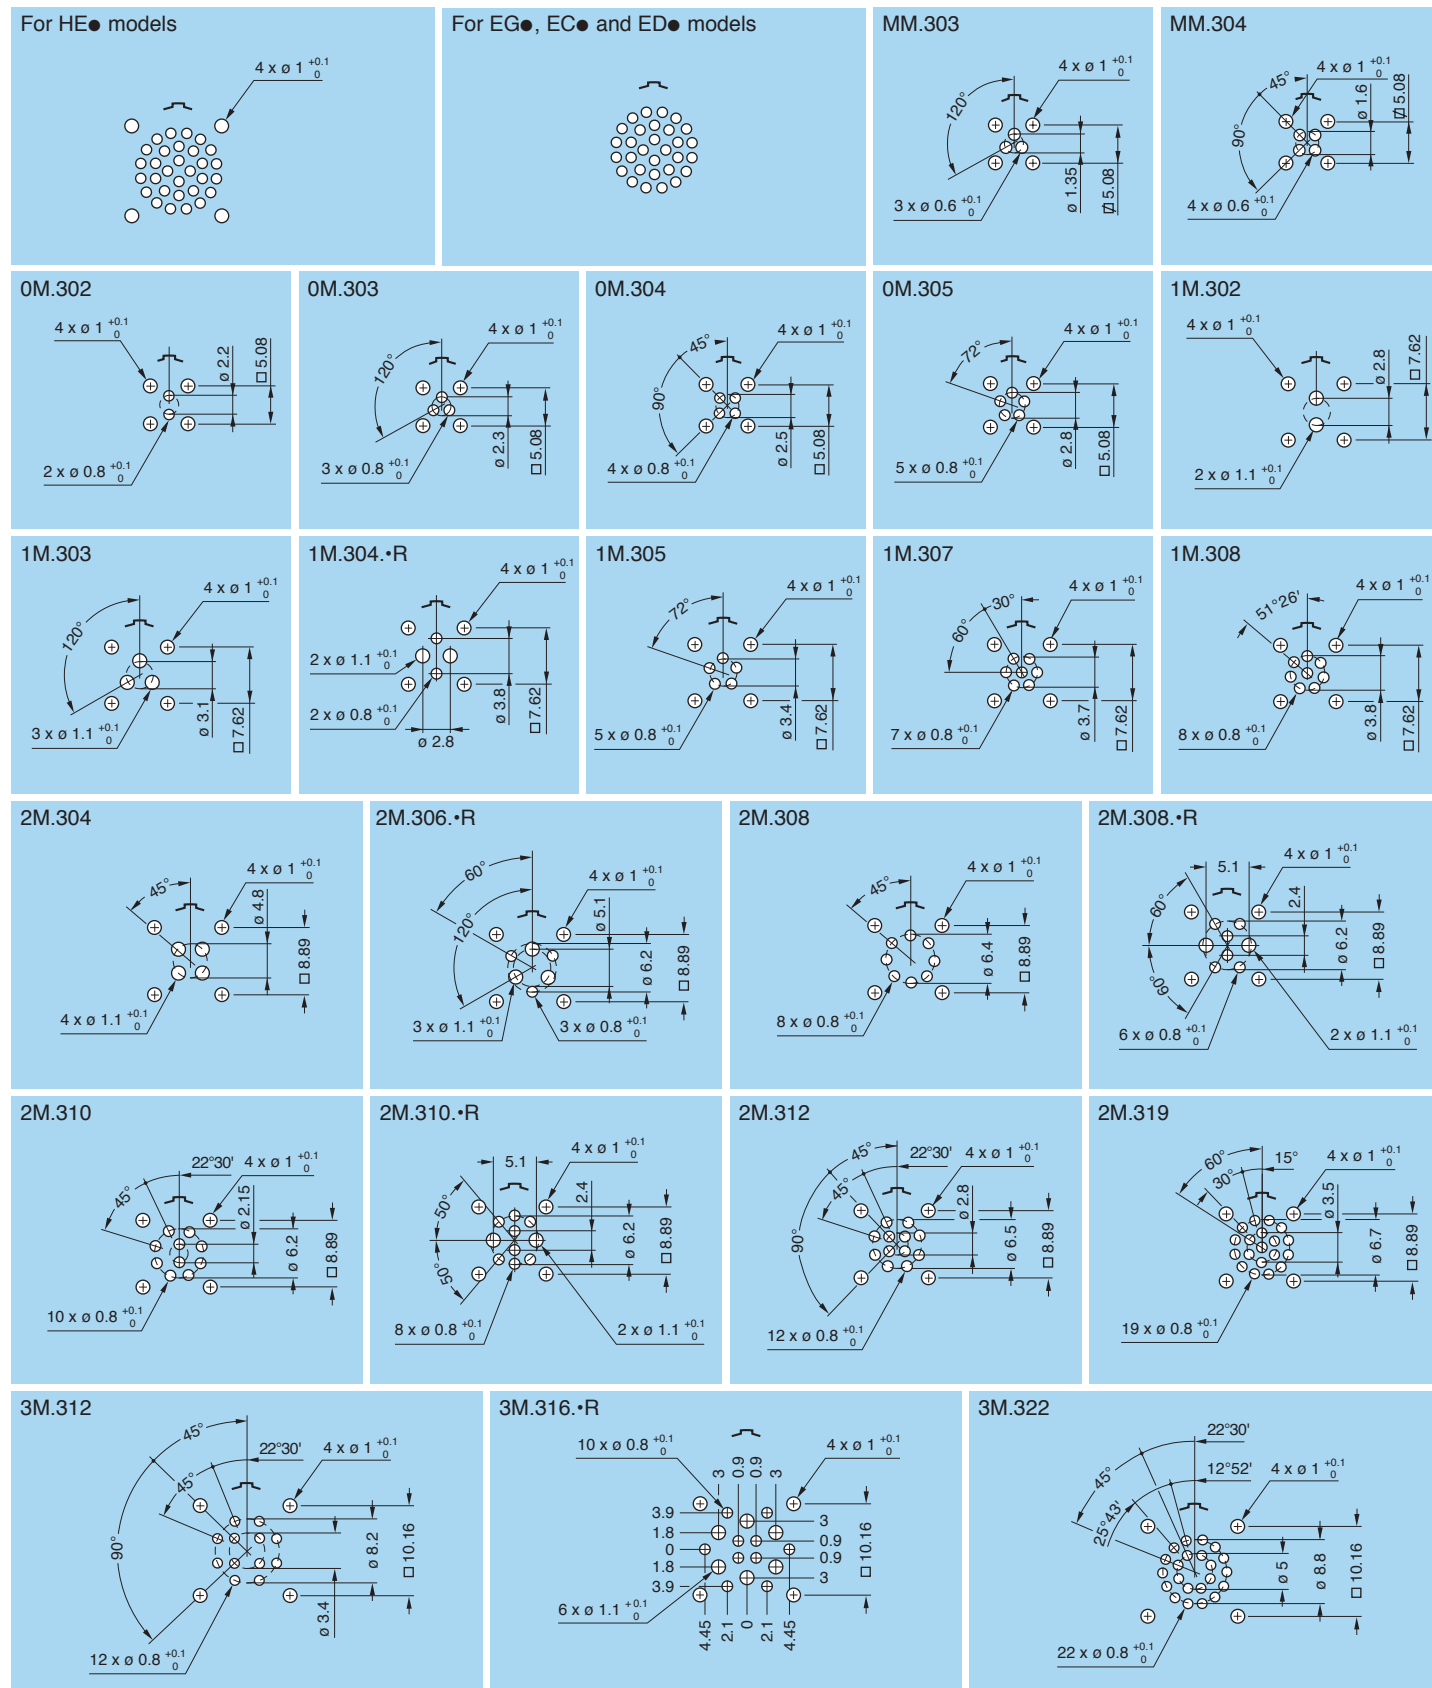 For HE● models
4 x ø 1 +0.1 0
For EG●, EC● and ED● models
MM.303
4 x ø 1 +0.1 0
120°
3 x ø 0.6 +0.1 0
ø 1.35
□ 5.08
MM.304
45°
4 x ø 1 +0.1 0
ø 1.6
□ 5.08
90°
4 x ø 0.6 +0.1 0
0M.302
4 x ø 1 +0.1 0
ø 2.2
□ 5.08
2 x ø 0.8 +0.1 0
0M.303
4 x ø 1 +0.1 0
120°
3 x ø 0.8 +0.1 0
ø 2.3
□ 5.08
0M.304
45°
4 x ø 1 +0.1 0
90°
4 x ø 0.8 +0.1 0
ø 2.5
□ 5.08
0M.305
72°
4 x ø 1 +0.1 0
5 x ø 0.8 +0.1 0
ø 2.8
□ 5.08
1M.302
4 x ø 1 +0.1 0
ø 2.8
□ 7.62
2 x ø 1.1 +0.1 0
1M.303
4 x ø 1 +0.1 0
120°
3 x ø 1.1 +0.1 0
ø 3.1
□ 7.62
1M.304.•R
4 x ø 1 +0.1 0
2 x ø 1.1 +0.1 0
2 x ø 0.8 +0.1 0
ø 2.8
ø 3.8
□ 7.62
1M.305
4 x ø 1 +0.1 0
72°
5 x ø 0.8 +0.1 0
ø 3.4
□ 7.62
1M.307
30°
4 x ø 1 +0.1 0
60°
7 x ø 0.8 +0.1 0
ø 3.7
□ 7.62
1M.308
51°26'
4 x ø 1 +0.1 0
8 x ø 0.8 +0.1 0
ø 3.8
□ 7.62
2M.304
45°
4 x ø 1 +0.1 0
ø 4.8
□ 8.89
4 x ø 1.1 +0.1 0
2M.306.•R
60°
4 x ø 1 +0.1 0
120°
ø 5.1
ø 6.2
□ 8.89
3 x ø 1.1 +0.1 0
3 x ø 0.8 +0.1 0
2M.308
45°
4 x ø 1 +0.1 0
ø 6.4
□ 8.89
8 x ø 0.8 +0.1 0
2M.308.•R
5.1
4 x ø 1 +0.1 0
60°
60°
2.4
ø 6.2
□ 8.89
6 x ø 0.8 +0.1 0
2 x ø 1.1 +0.1 0
2M.310
22°30'
4 x ø 1 +0.1 0
45°
ø 2.15
ø 6.2
□ 8.89
10 x ø 0.8 +0.1 0
2M.310.•R
5.1
4 x ø 1 +0.1 0
50°
50°
2.4
ø 6.2
□ 8.89
8 x ø 0.8 +0.1 0
2 x ø 1.1 +0.1 0
2M.312
45°
22°30'
4 x ø 1 +0.1 0
45°
90°
ø 2.8
ø 6.5
□ 8.89
12 x ø 0.8 +0.1 0
2M.319
60°
15°
4 x ø 1 +0.1 0
30°
ø 3.5
ø 6.7
□ 8.89
19 x ø 0.8 +0.1 0
3M.312
45°
22°30'
4 x ø 1 +0.1 0
45°
90°
ø 3.4
ø 8.2
□ 10.16
12 x ø 0.8 +0.1 0
3M.316.•R
10 x ø 0.8 +0.1 0
4 x ø 1 +0.1 0
3
0.9
0.9
3
3.9
1.8
0
1.8
3.9
3
0.9
0.9
3
□ 10.16
6 x ø 1.1 +0.1 0
4.45
2.1
0
2.1
4.45
3M.322
22°30'
45°
12°52'
4 x ø 1 +0.1 0
25°43'
ø 5
ø 8.8
□ 10.16
22 x ø 0.8 +0.1 0